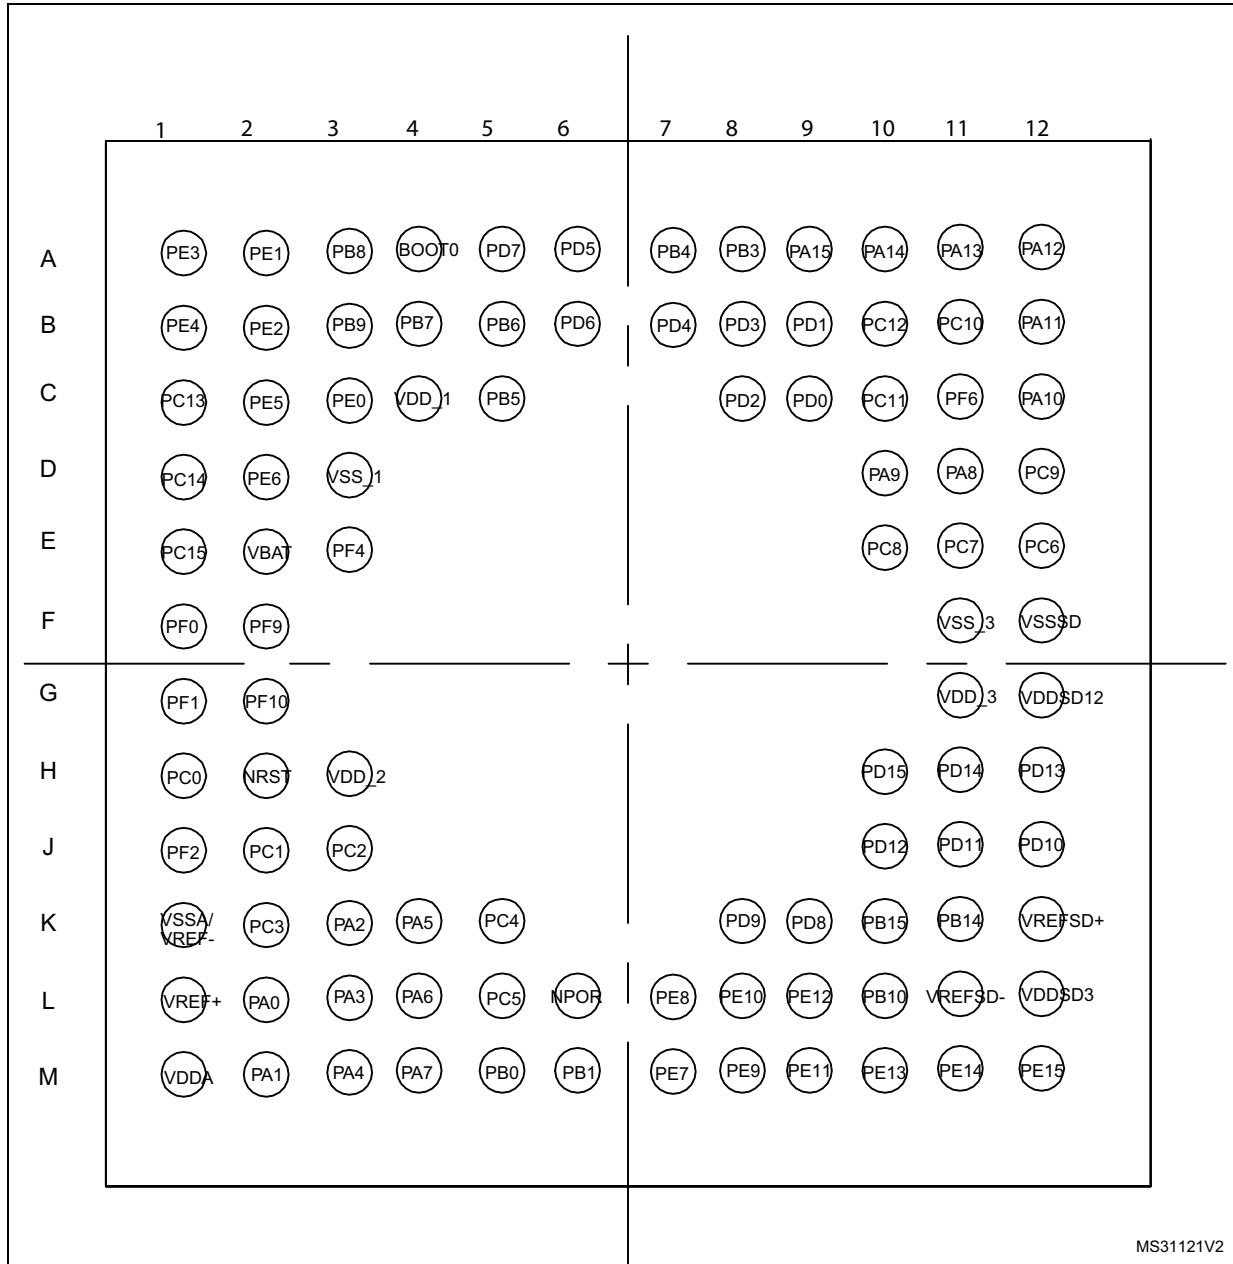 1 2 3 4 5 6 7 8 9 10 11 12
A PE3 PE1 PB8 BOOT0 PD7 PD5 PB4 PB3 PA15 PA14 PA13 PA12
B PE4 PE2 PB9 PB7 PB6 PD6 PD4 PD3 PD1 PC12 PC10 PA11
C PC13 PE5 PE0 VDD_1 PB5 PD2 PD0 PC11 PF6 PA10
D PC14 PE6 VSS_1 PA9 PA8 PC9
E PC15 VBAT PF4 PC8 PC7 PC6
F PF0 PF9 VSS_3 VSSSD
G PF1 PF10 VDD_3 VDDSD12
H PC0 NRST VDD_2 PD15 PD14 PD13
J PF2 PC1 PC2 PD12 PD11 PD10
K VSSA/ VREF- PC3 PA2 PA5 PC4 PD9 PD8 PB15 PB14 VREFSD+
L VREF+ PA0 PA3 PA6 PC5 NPOR PE8 PE10 PE12 PB10 VREFSD- VDDSD3
M VDDA PA1 PA4 PA7 PB0 PB1 PE7 PE9 PE11 PE13 PE14 PE15
MS31121V2